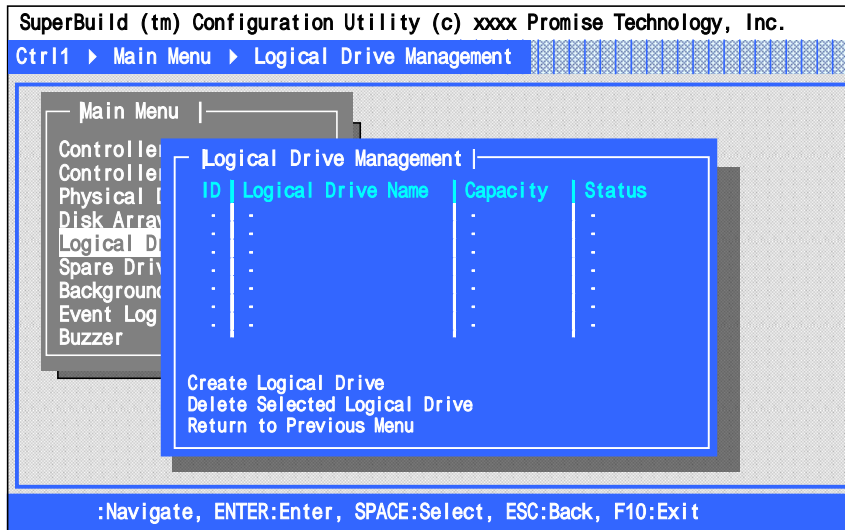 SuperBuild (tm) Configuration Utility (c) xxxx Promise Technology, Inc.
Ctrl1 ▶ Main Menu ▶ Logical Drive Management
Main Menu
Controller
Controller
Physical D
Disk Array
Logical Dr
Spare Driv
Background
Event Log
Buzzer
Logical Drive Management
ID | Logical Drive Name | Capacity | Status
- - - -
- - - -
- - - -
- - - -
- - - -
- - - -
- - - -
Create Logical Drive
Delete Selected Logical Drive
Return to Previous Menu
:Navigate, ENTER:Enter, SPACE:Select, ESC:Back, F10:Exit